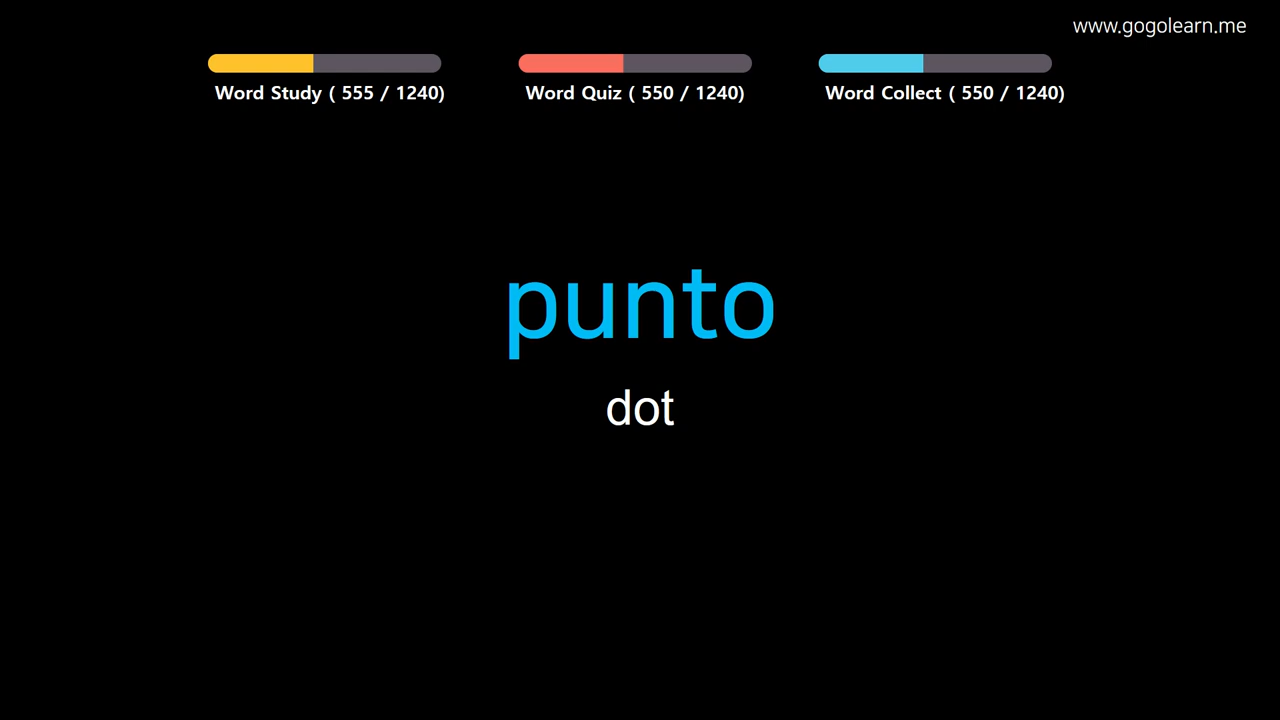 www.gogolearn.me
Word Study ( 555 / 1240)
Word Quiz ( 550 / 1240)
Word Collect ( 550 / 1240)
punto
dot